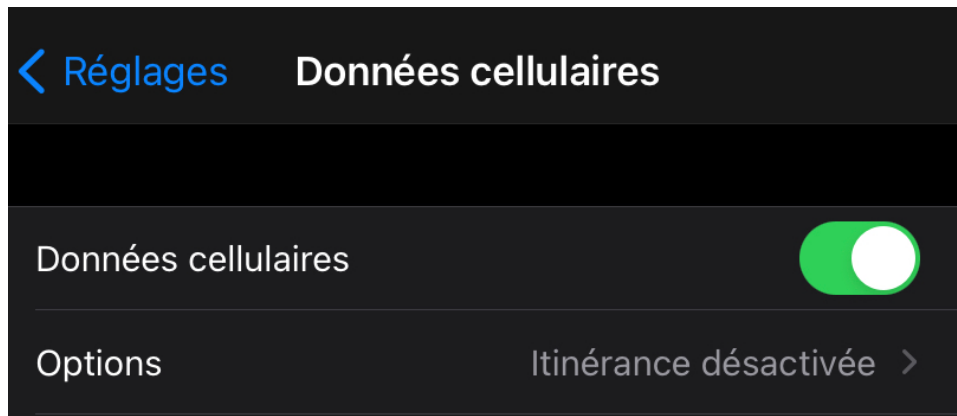 Réglages Données cellulaires
Données cellulaires
Options Itinérance désactivée